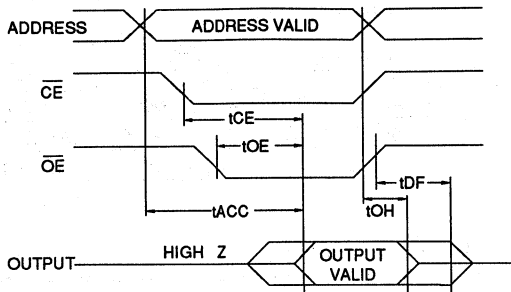 ADDRESS
ADDRESS VALID
CE
tCE
tOE
OE
tDF
tACC
tOH
HIGH Z
OUTPUT
OUTPUT
VALID